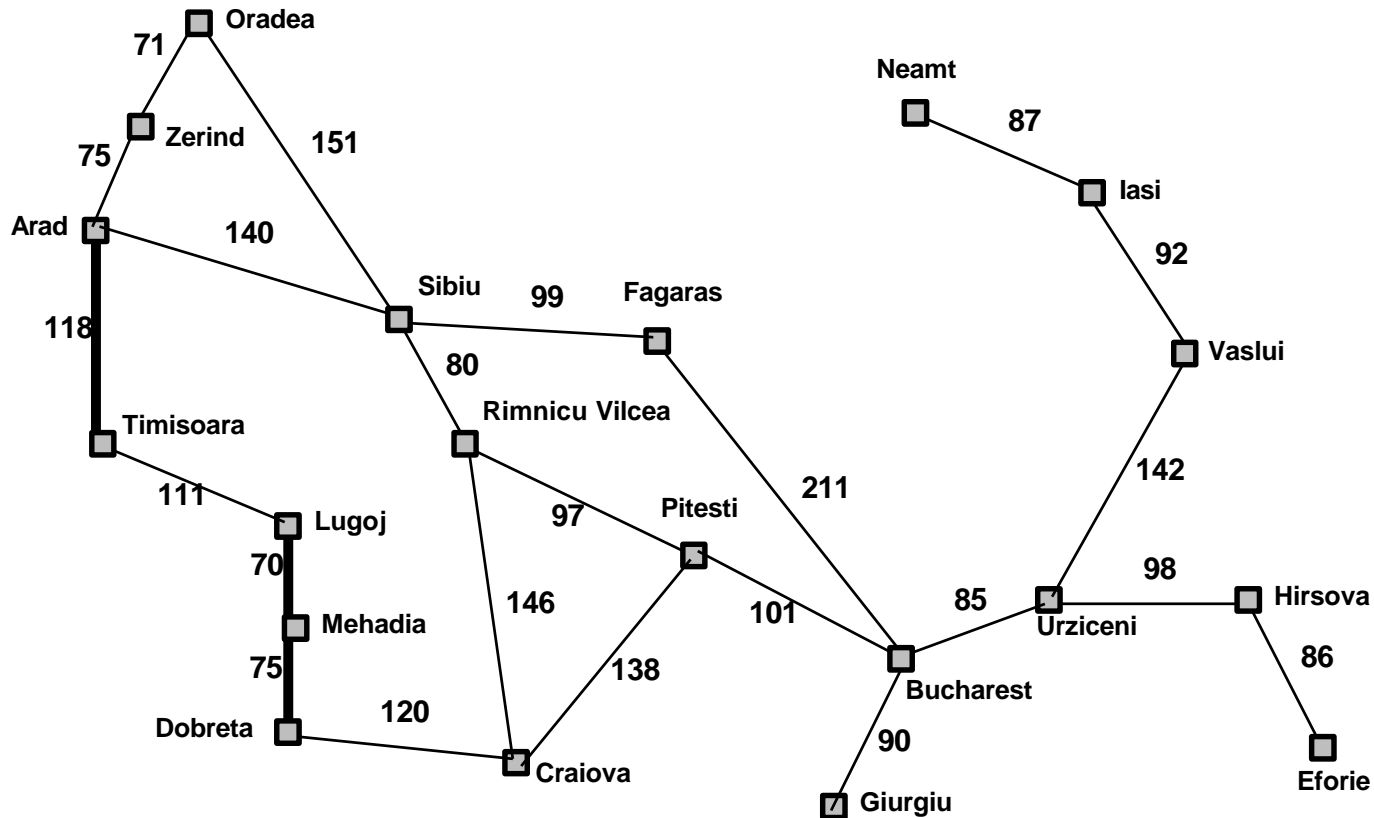 Oradea
71
Neamt
87
Zerind
151
75
Iasi
Arad
140
92
Sibiu
99
Fagaras
118
80
Vaslui
Timisoara
Rimnicu Vilcea
142
111
211
Lugoj
97
Pitesti
70
98
146
101
85
Hirsova
Mehadia
Urziceni
75
138
86
Dobreta
120
Bucharest
90
Craiova
Eforie
Giurgiu